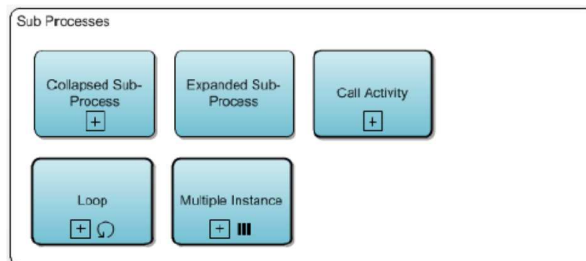 Sub Processes
Collapsed Sub-
Process
Expanded Sub-
Process
Call Activity
Loop
Multiple Instance